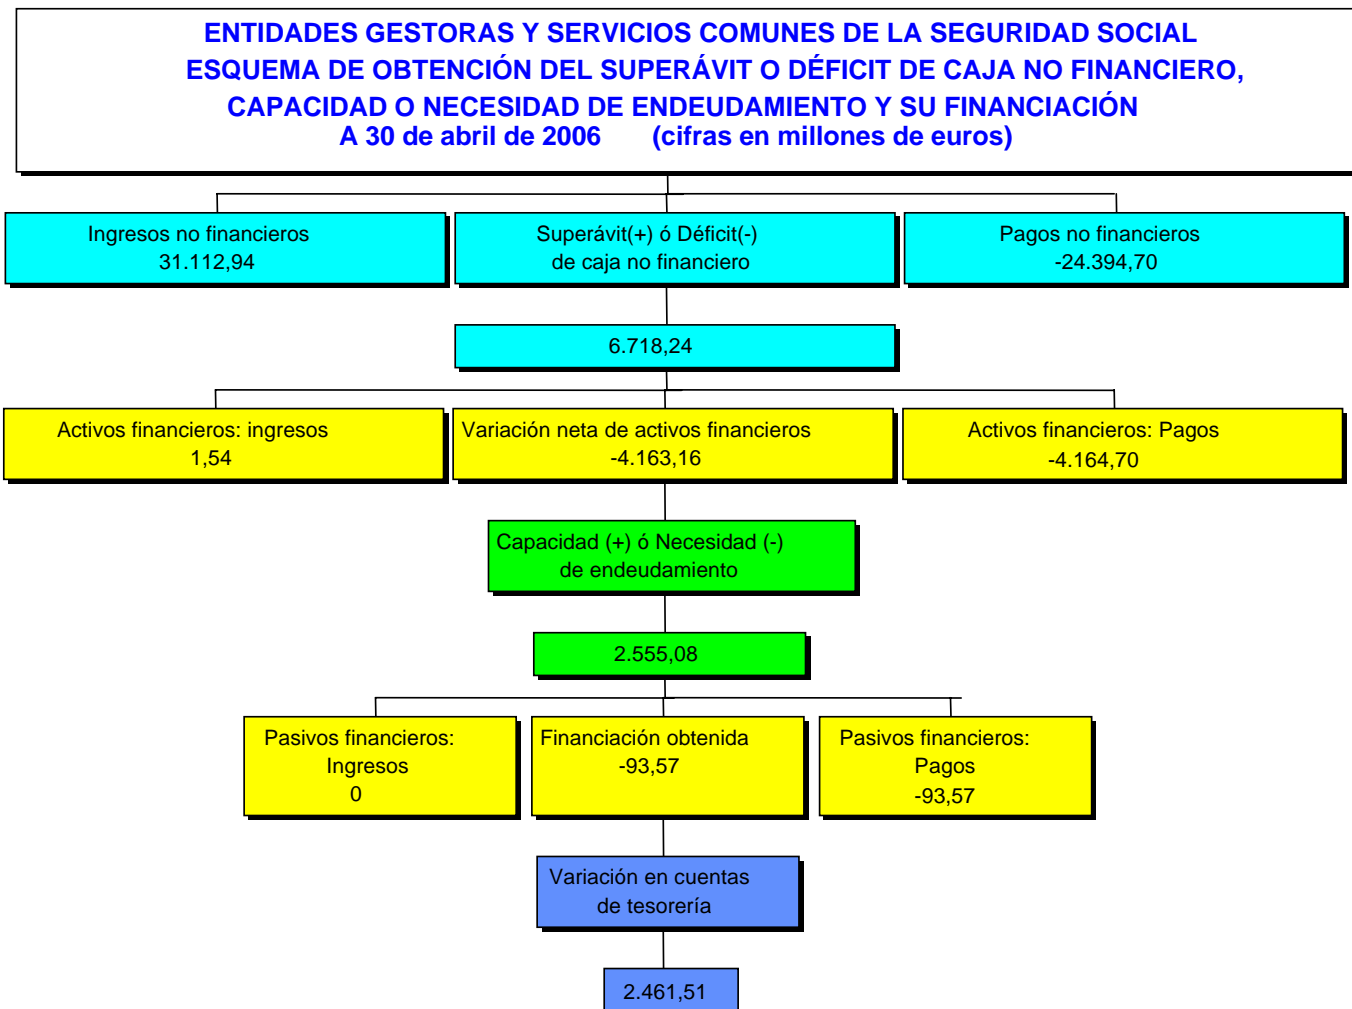 ENTIDADES GESTORAS Y SERVICIOS COMUNES DE LA SEGURIDAD SOCIAL
ESQUEMA DE OBTENCIÓN DEL SUPERÁVIT O DÉFICIT DE CAJA NO FINANCIERO,
CAPACIDAD O NECESIDAD DE ENDEUDAMIENTO Y SU FINANCIACIÓN
A 30 de abril de 2006 (cifras en millones de euros)
Ingresos no financieros
31.112,94
Superávit(+) ó Déficit(-)
de caja no financiero
Pagos no financieros
-24.394,70
6.718,24
Activos financieros: ingresos
1,54
Variación neta de activos financieros
-4.163,16
Activos financieros: Pagos
-4.164,70
Capacidad (+) ó Necesidad (-)
de endeudamiento
2.555,08
Pasivos financieros:
Ingresos
0
Financiación obtenida
-93,57
Pasivos financieros:
Pagos
-93,57
Variación en cuentas
de tesorería
2.461,51